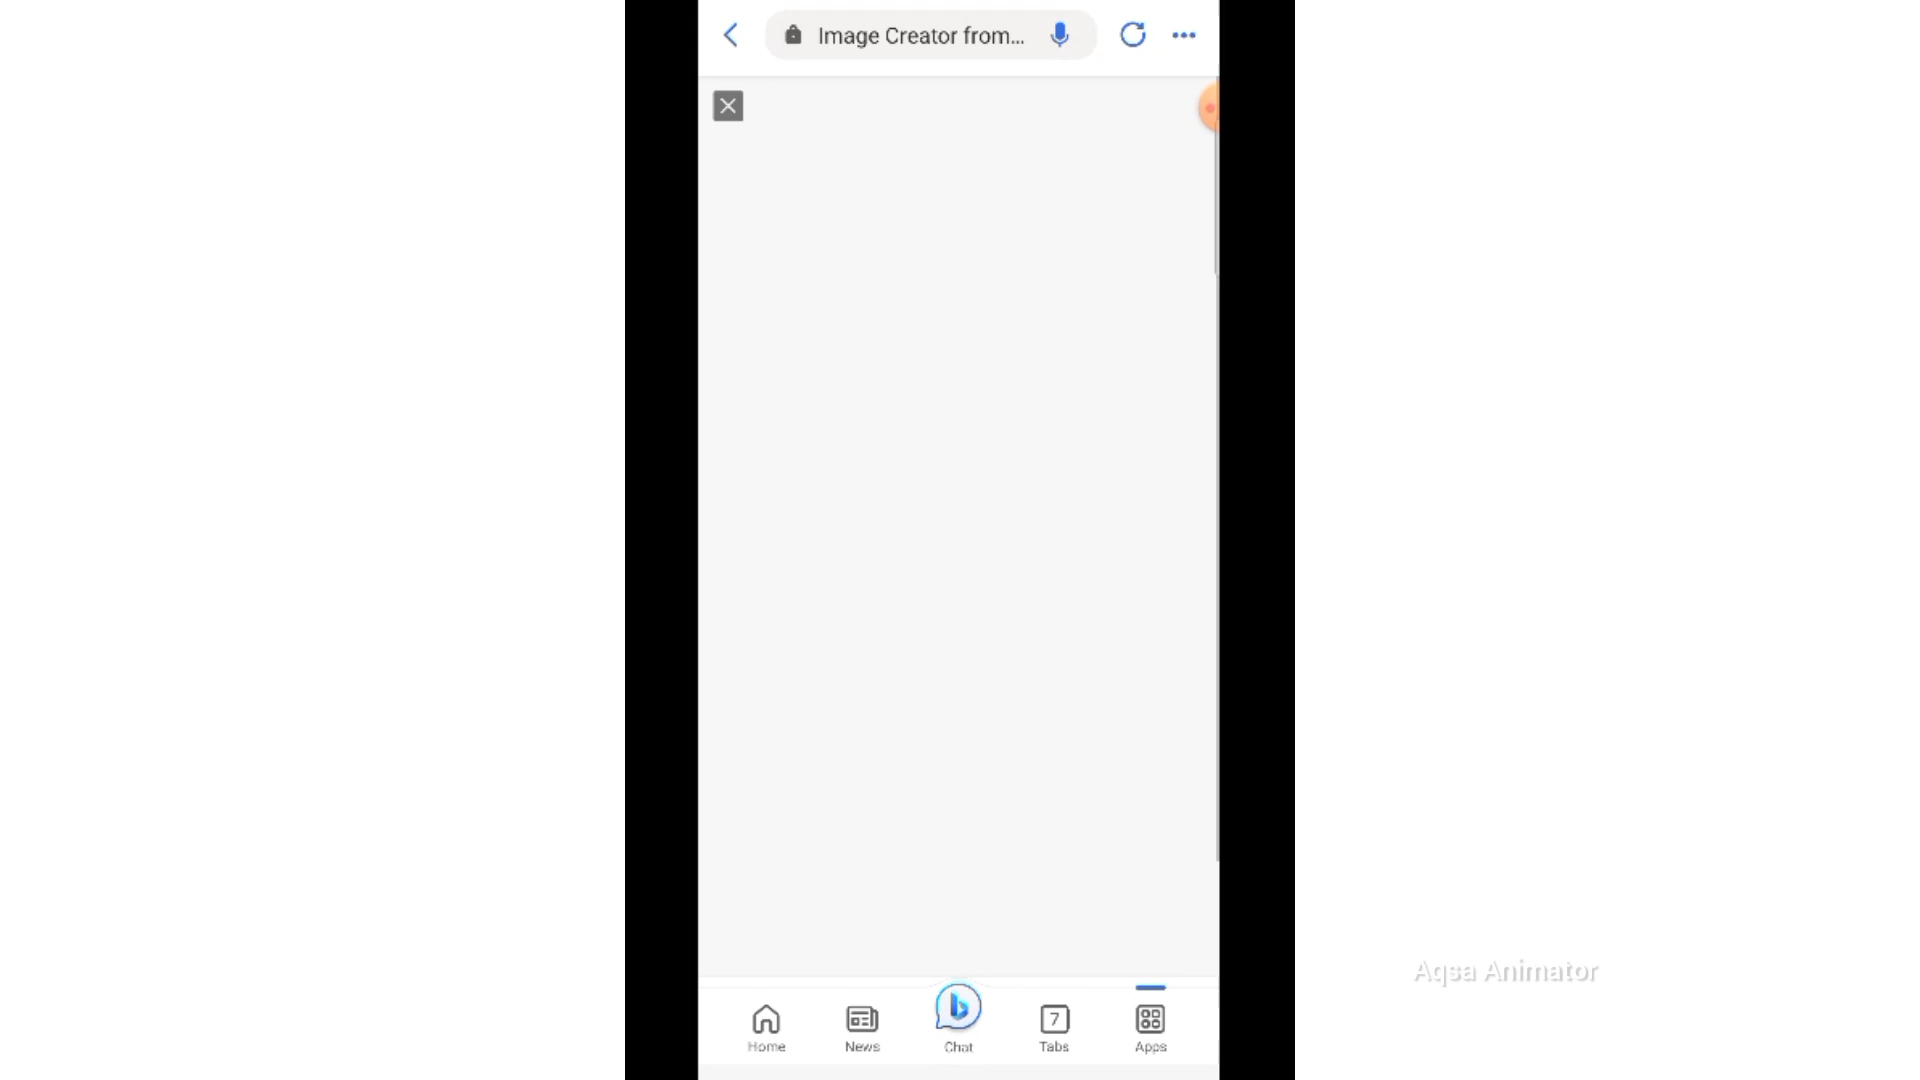 Image Creator from...
Home
News
Chat
7
Tabs
Apps
Aqsa Animator